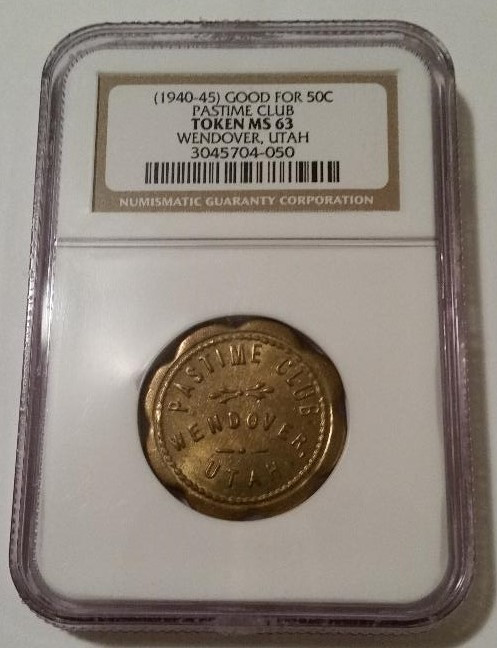 (1940-45) GOOD FOR 50C
PASTIME CLUB
TOKEN MS 63
WENDOVER, UTAH
3045704-050
NUMISMATIC GUARANTY CORPORATION
PASTIME CLUB
WENDOVER,
UTAH